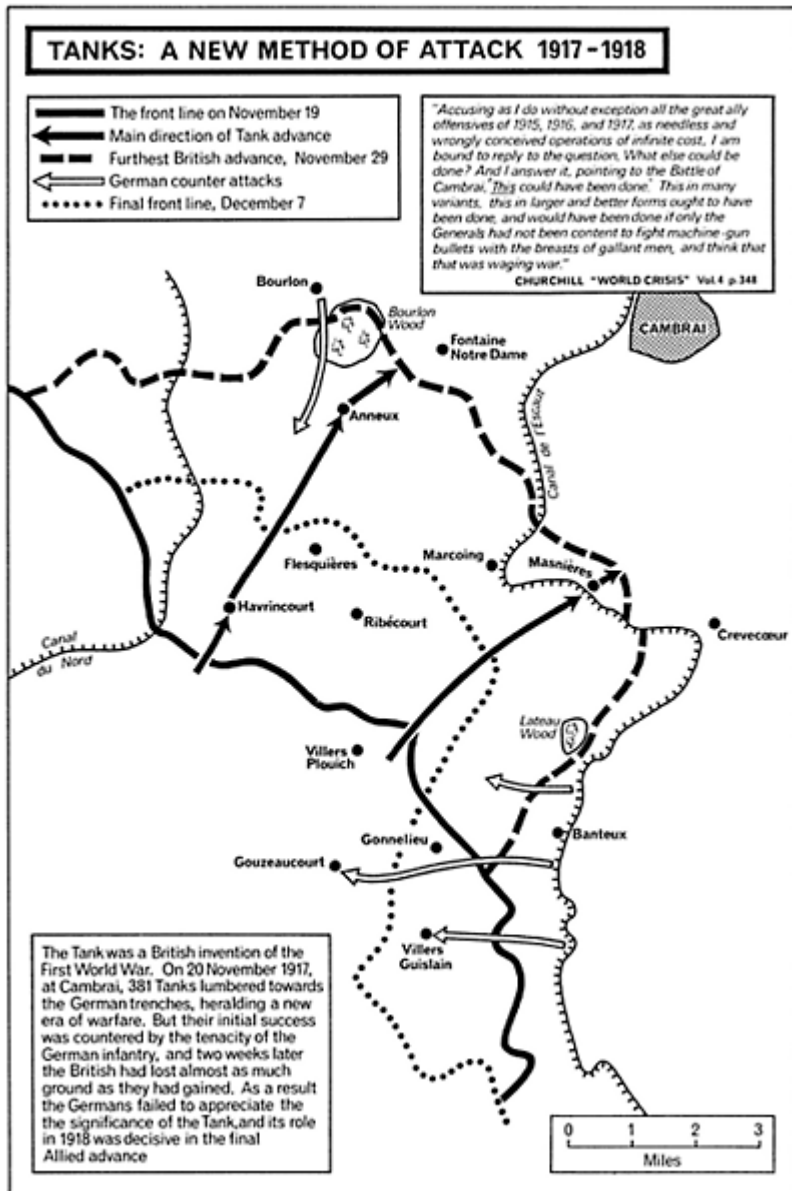 TANKS: A NEW METHOD OF ATTACK 1917-1918
The front line on November 19
Main direction of Tank advance
Furthest British advance, November 29
German counter attacks
Final front line, December 7
"Accusing as I do without exception all the great ally
offensives of 1915, 1916, and 1917, as needless and
wrongly conceived operations of infinite cost, I am
bound to reply to the question, What else could be
done? And I answer it, pointing to the Battle of
Cambrai, "This could have been done." This in many
variants, this in larger and better forms ought to have
been done, and would have been done if only the
Generals had not been content to fight machine-gun
bullets with the breasts of gallant men, and think that
that was waging war."
CHURCHILL "WORLD CRISIS" Vol.4 p.348
Bourlon
Bourlon
Wood
CAMBRAI
Fontaine
Notre Dame
Anneux
Canal de l'Escaut
Flesquières
Marcoing
Masnières
Havrincourt
Ribécourt
Crevecœur
Canal
du Nord
Lateau
Wood
Villers
Plouich
Banteux
Gonnelieu
Gouzeaucourt
Villers
Guislain
The Tank was a British invention of the
First World War. On 20 November 1917,
at Cambrai, 381 Tanks lumbered towards
the German trenches, heralding a new
era of warfare. But their initial success
was countered by the tenacity of the
German infantry, and two weeks later
the British had lost almost as much
ground as they had gained. As a result
the Germans failed to appreciate the
the significance of the Tank,and its role
in 1918 was decisive in the final
Allied advance
0 1 2 3
Miles